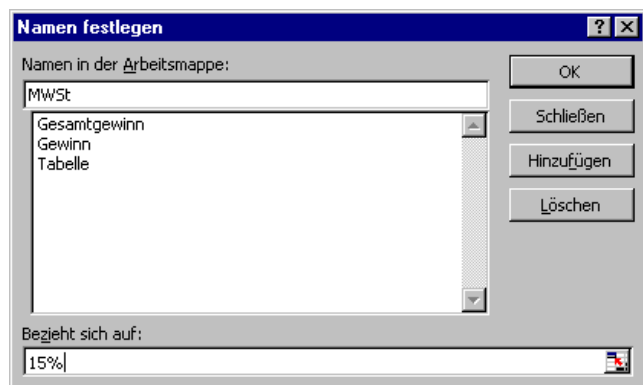 Namen festlegen
Namen in der Arbeitsmappe:
MWSt
Gesamtgewinn
Gewinn
Tabelle
Bezieht sich auf:
15%
OK
Schließen
Hinzufügen
Löschen